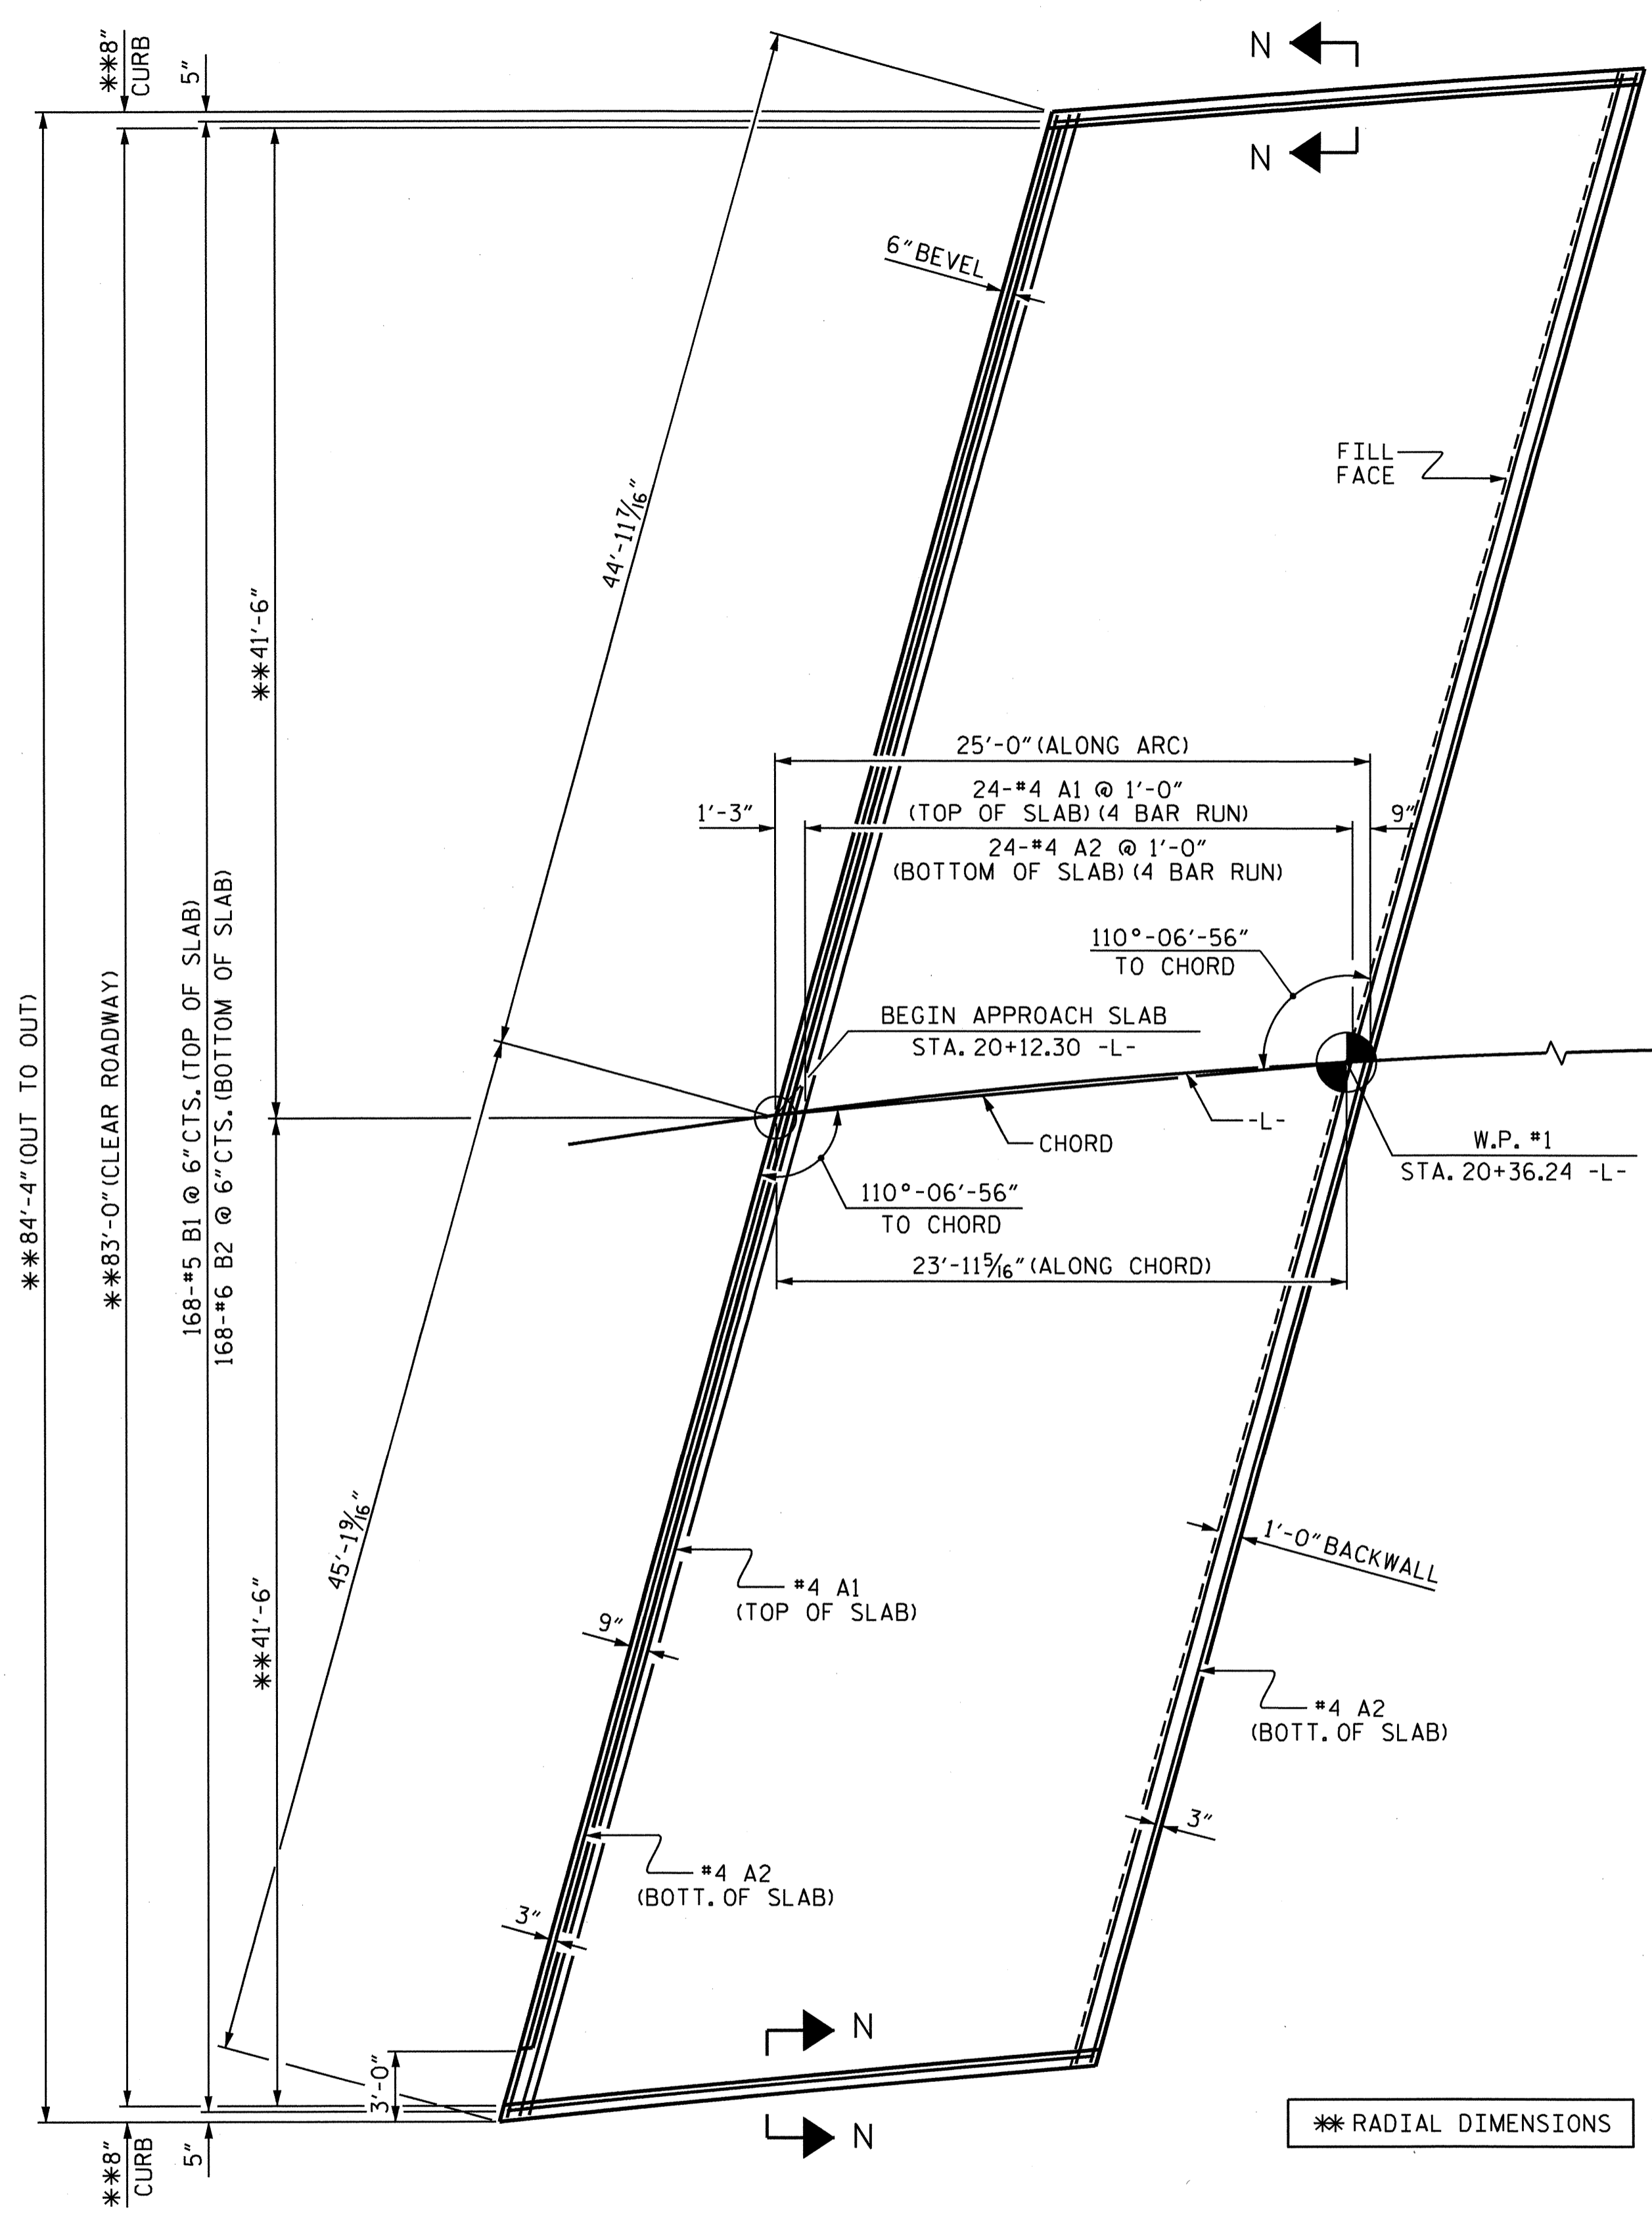 **8"
CURB
5"
N
N
6" BEVEL
FILL
FACE
44'-11 7/16"
**41'-6"
25'-0" (ALONG ARC)
24-#4 A1 @ 1'-0"
(TOP OF SLAB) (4 BAR RUN)
1'-3"
9"
24-#4 A2 @ 1'-0"
(BOTTOM OF SLAB) (4 BAR RUN)
110°-06'-56"
TO CHORD
BEGIN APPROACH SLAB
STA. 20+12.30 -L-
**84'-4" (OUT TO OUT)
**83'-0" (CLEAR ROADWAY)
168-#5 B1 @ 6" CTS. (TOP OF SLAB)
168-#6 B2 @ 6" CTS. (BOTTOM OF SLAB)
CHORD
-L-
W.P. #1
STA. 20+36.24 -L-
110°-06'-56"
TO CHORD
23'-11 5/16" (ALONG CHORD)
45'-1 9/16"
1'-0" BACKWALL
#4 A1
(TOP OF SLAB)
**41'-6"
9"
#4 A2
(BOTT. OF SLAB)
3"
#4 A2
(BOTT. OF SLAB)
3"
N
3'-0"
N
**8"
CURB
5"
** RADIAL DIMENSIONS